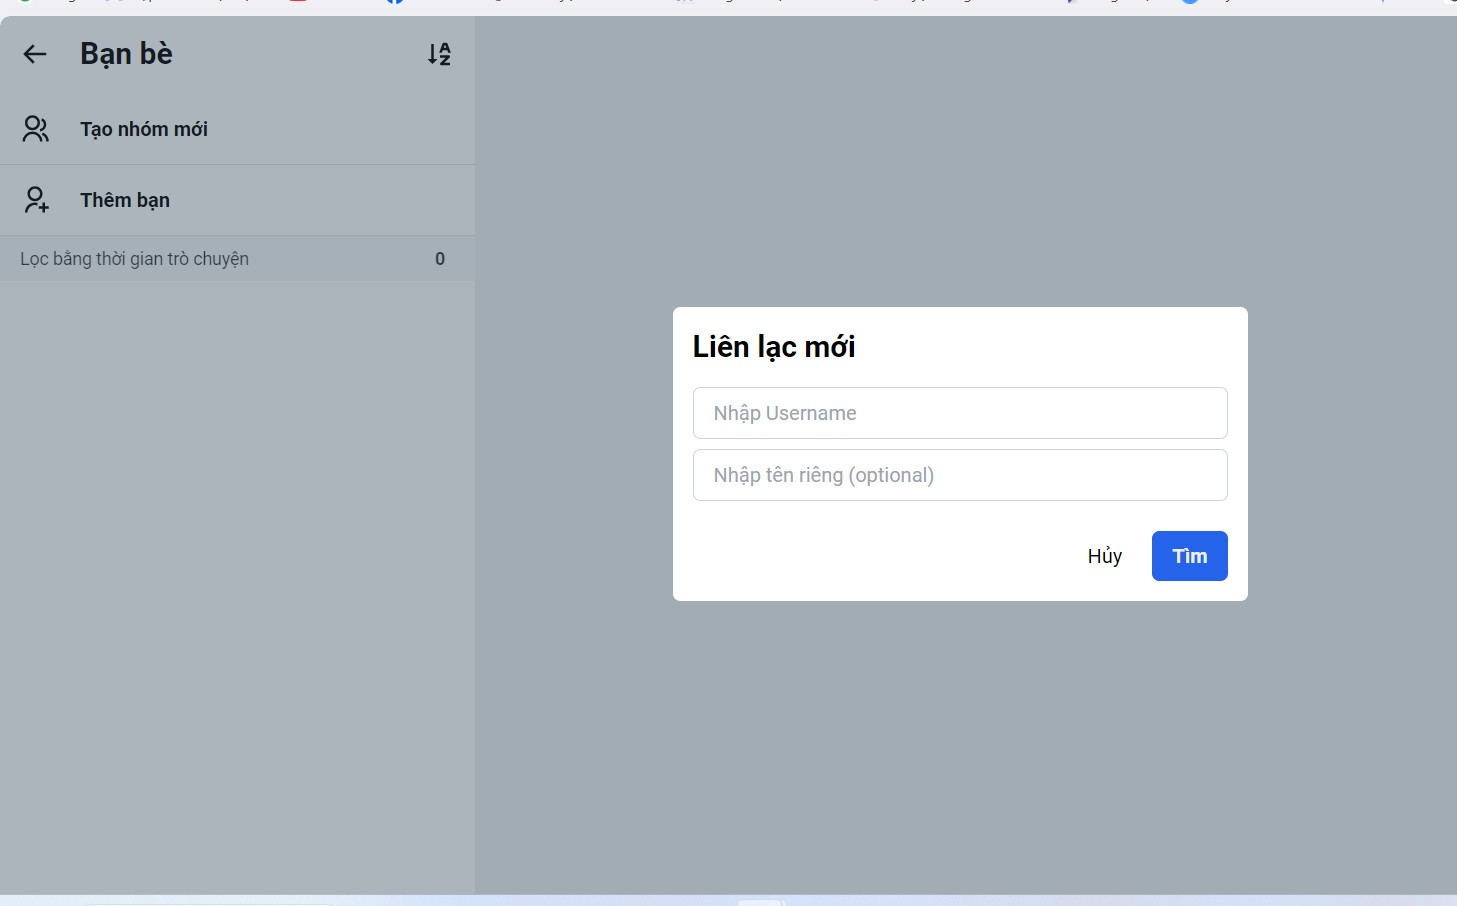 Bạn bè
Tạo nhóm mới
Thêm bạn
Lọc bằng thời gian trò chuyện 0
Liên lạc mới
Nhập Username
Nhập tên riêng (optional)
Hủy Tìm